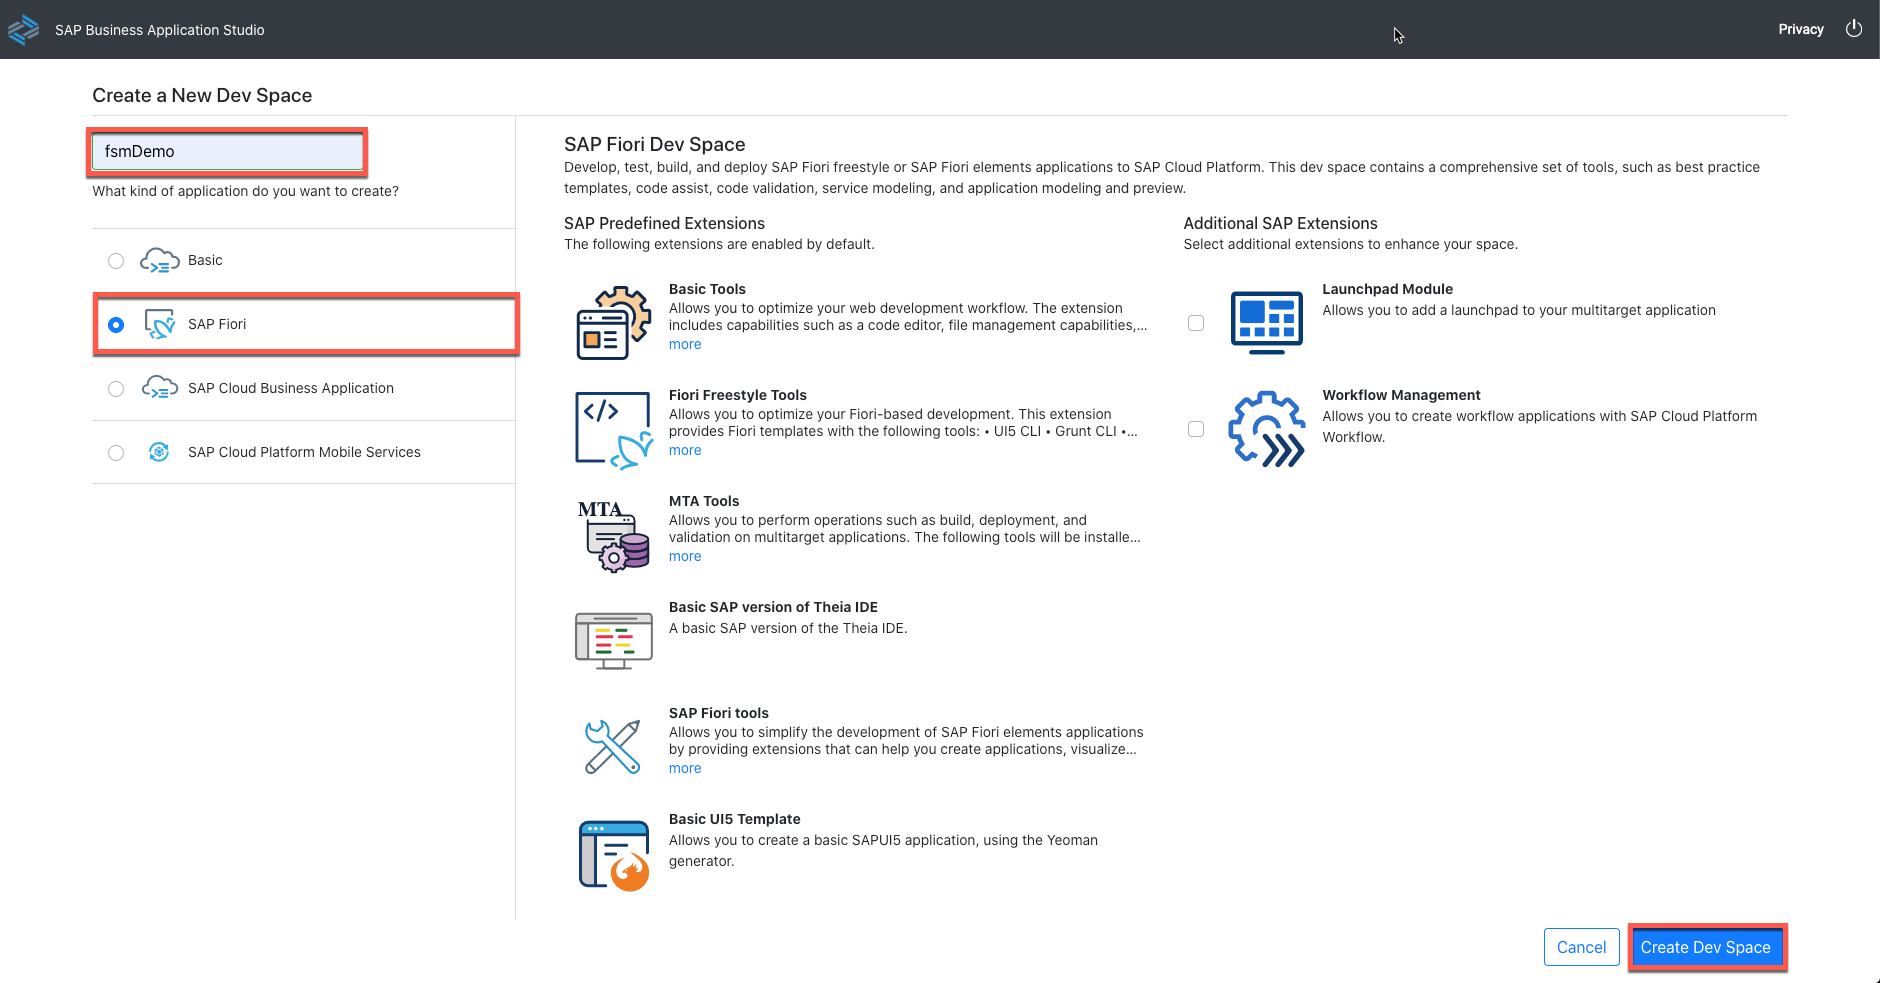 SAP Business Application Studio
Privacy
Create a New Dev Space
fsmDemo
What kind of application do you want to create?
Basic
SAP Fiori
SAP Cloud Business Application
SAP Cloud Platform Mobile Services
SAP Fiori Dev Space
Develop, test, build, and deploy SAP Fiori freestyle or SAP Fiori elements applications to SAP Cloud Platform. This dev space contains a comprehensive set of tools, such as best practice
templates, code assist, code validation, service modeling, and application modeling and preview.
SAP Predefined Extensions
The following extensions are enabled by default.
Basic Tools
Allows you to optimize your web development workflow. The extension
includes capabilities such as a code editor, file management capabilities,...
more
Fiori Freestyle Tools
Allows you to optimize your Fiori-based development. This extension
provides Fiori templates with the following tools: • UI5 CLI • Grunt CLI •...
more
MTA
MTA Tools
Allows you to perform operations such as build, deployment, and
validation on multitarget applications. The following tools will be installe...
more
Basic SAP version of Theia IDE
A basic SAP version of the Theia IDE.
SAP Fiori tools
Allows you to simplify the development of SAP Fiori elements applications
by providing extensions that can help you create applications, visualize...
more
Basic UI5 Template
Allows you to create a basic SAPUI5 application, using the Yeoman
generator.
Additional SAP Extensions
Select additional extensions to enhance your space.
Launchpad Module
Allows you to add a launchpad to your multitarget application
Workflow Management
Allows you to create workflow applications with SAP Cloud Platform
Workflow.
Cancel
Create Dev Space